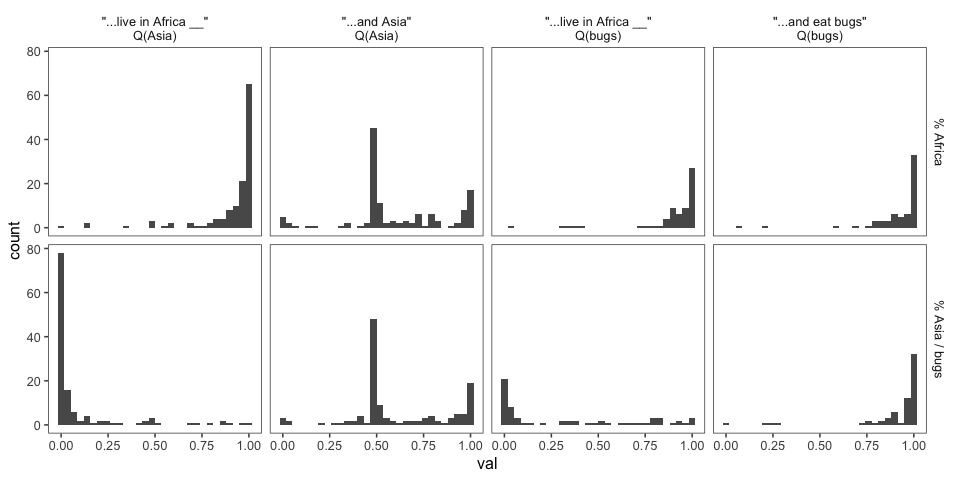 "...live in Africa __" "...and Asia" "...live in Africa __" "...and eat bugs"
Q(Asia) Q(Asia) Q(bugs) Q(bugs)
80
60
40
20
0
% Africa
count
80
60
40
20
0
% Asia / bugs
0.00 0.25 0.50 0.75 1.00 0.00 0.25 0.50 0.75 1.00 0.00 0.25 0.50 0.75 1.00 0.00 0.25 0.50 0.75 1.00
val